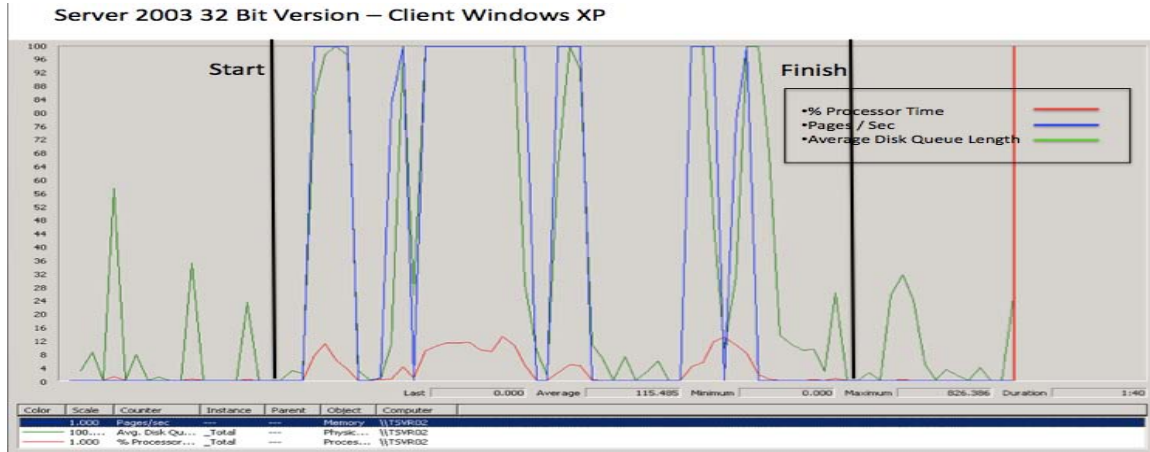 Server 2003 32 Bit Version – Client Windows XP
100
96
92
88
84
80
76
72
68
64
60
56
52
48
44
40
36
32
28
24
20
16
12
8
4
0
Start
Finish
•% Processor Time
•Pages / Sec
•Average Disk Queue Length
Last 0.000 Average 115.485 Minimum 0.000 Maximum 826.386 Duration 1:40
Color Scale Counter Instance Parent Object Computer
1.000 Pages/sec --- --- Memory \\TSVR02
100.... Avg. Disk Qu... _Total --- Physic... \\TSVR02
1.000 % Processor... _Total --- Proces... \\TSVR02